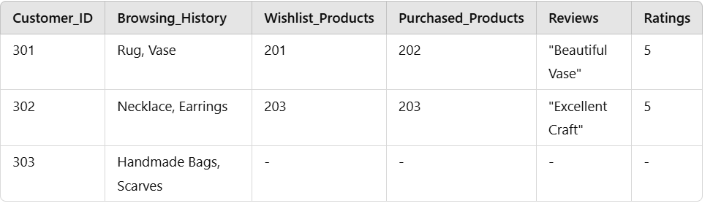 Customer_ID Browsing_History Wishlist_Products Purchased_Products Reviews Ratings
301 Rug, Vase 201 202 "Beautiful Vase" 5
302 Necklace, Earrings 203 203 "Excellent Craft" 5
303 Handmade Bags, Scarves - - - -